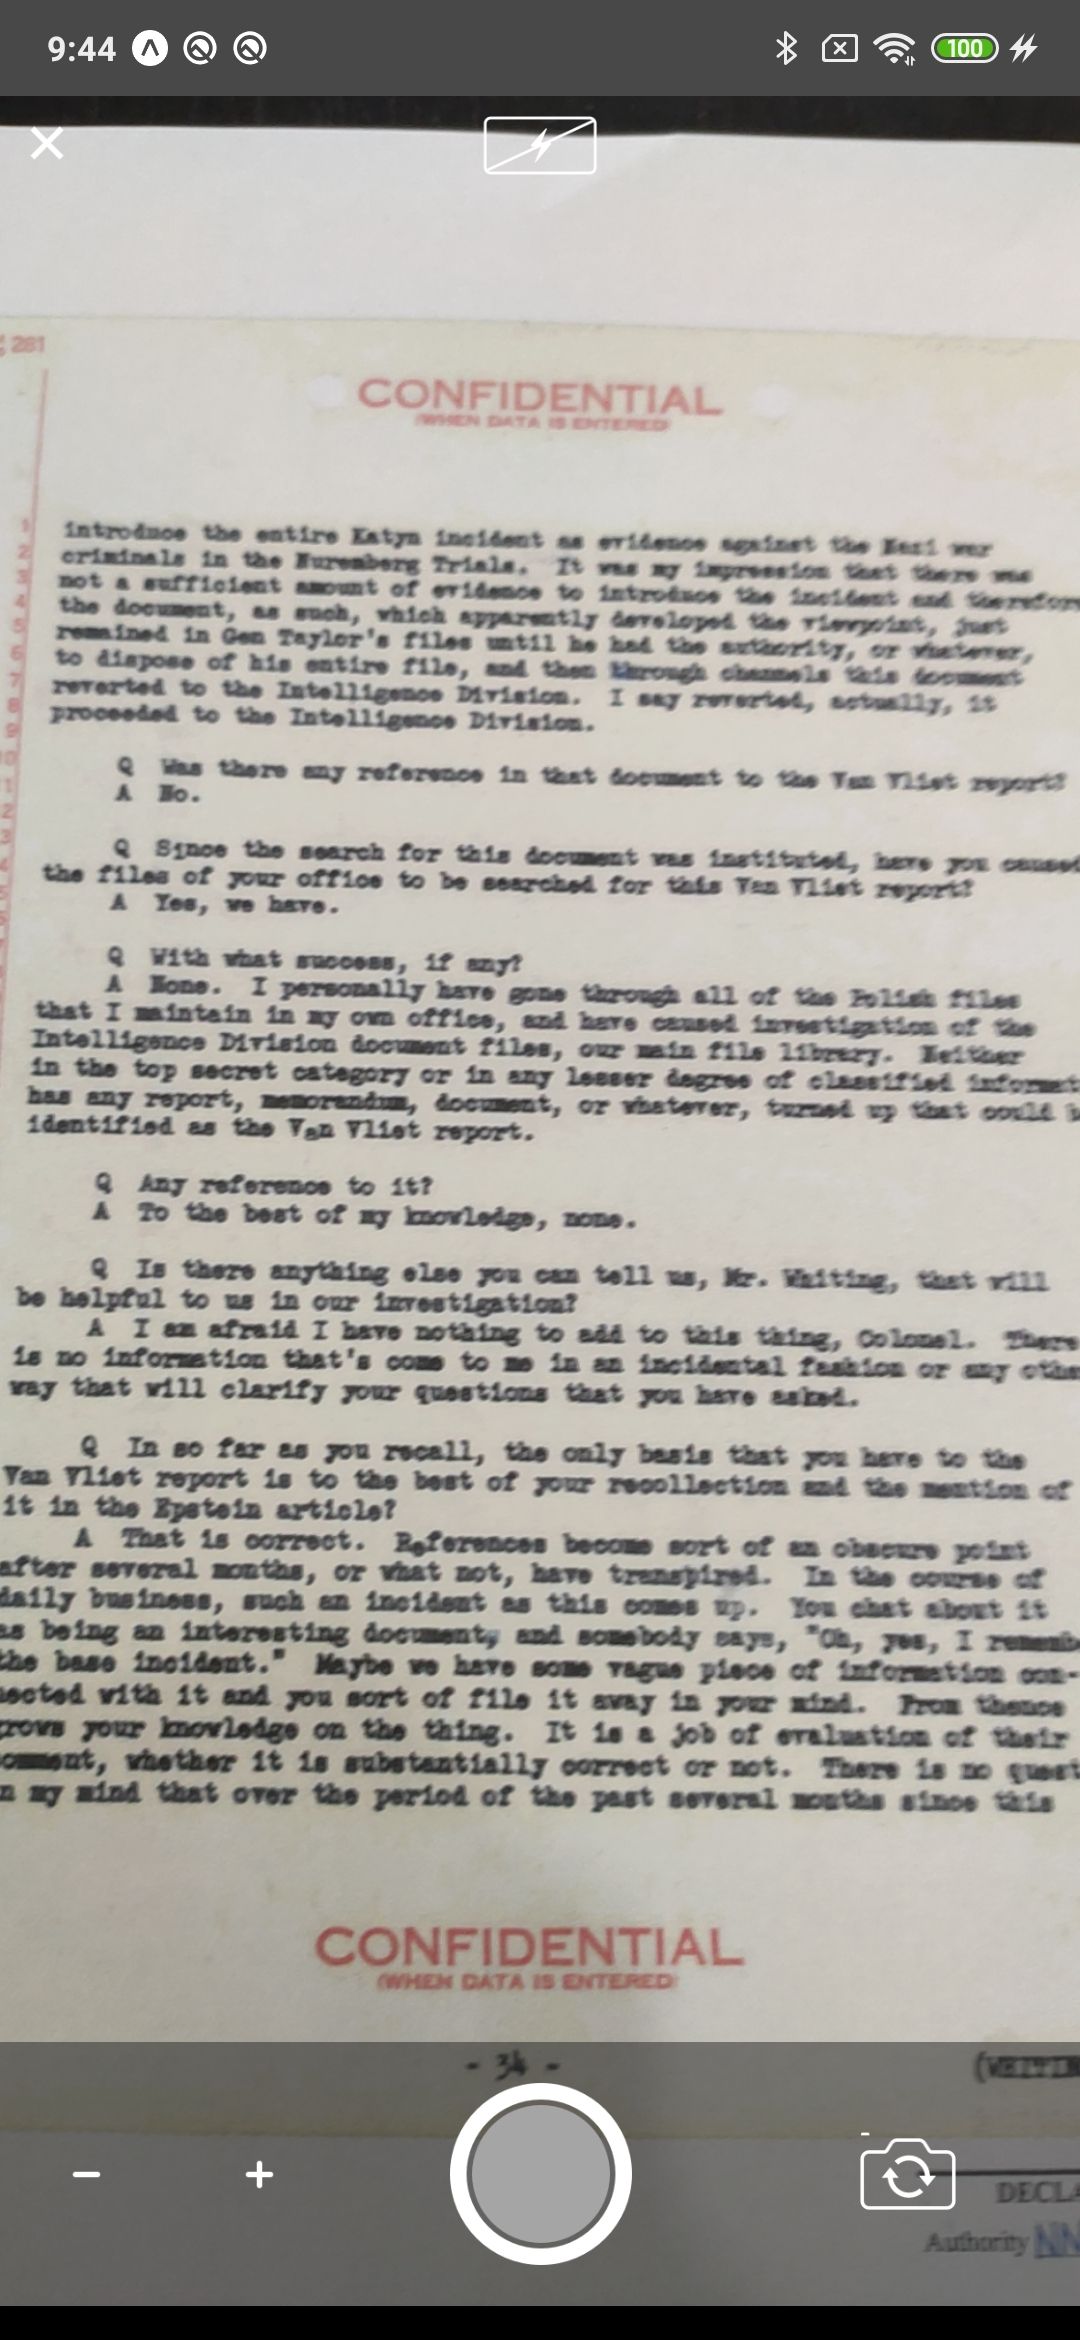 9:44
100
281
CONFIDENTIAL
(WHEN DATA IS ENTERED)
introduce the entire Katyn incident as evidence against the Nazi war
criminals in the Nuremberg Trials. It was my impression that there was
not a sufficient amount of evidence to introduce the incident and therefore
the document, as such, which apparently developed the viewpoint, just
remained in Gen Taylor's files until he had the authority, or whatever,
to dispose of his entire file, and then through channels this document
reverted to the Intelligence Division. I say reverted, actually, it
proceeded to the Intelligence Division.
Q Was there any reference in that document to the Van Vliet report?
A No.
Q Since the search for this document was instituted, have you caused
the files of your office to be searched for this Van Vliet report?
A Yes, we have.
Q With what success, if any?
A None. I personally have gone through all of the Polish files
that I maintain in my own office, and have caused investigation of the
Intelligence Division document files, our main file library. Neither
in the top secret category or in any lesser degree of classified informat
has any report, memorandum, document, or whatever, turned up that could b
identified as the Van Vliet report.
Q Any reference to it?
A To the best of my knowledge, none.
Q Is there anything else you can tell us, Mr. Whiting, that will
be helpful to us in our investigation?
A I am afraid I have nothing to add to this thing, Colonel. There
is no information that's come to me in an incidental fashion or any othe
way that will clarify your questions that you have asked.
Q In so far as you recall, the only basis that you have to the
Van Vliet report is to the best of your recollection and the mention of
it in the Epstein article?
A That is correct. References become sort of an obscure point
after several months, or what not, have transpired. In the course of
daily business, such an incident as this comes up. You chat about it
as being an interesting document, and somebody says, "Oh, yes, I rememb
the base incident." Maybe we have some vague piece of information con-
nected with it and you sort of file it away in your mind. From thence
rows your knowledge on the thing. It is a job of evaluation of their
omment, whether it is substantially correct or not. There is no quest
n my mind that over the period of the past several months since this
CONFIDENTIAL
(WHEN DATA IS ENTERED)
- 34 -
(WHITIN
DECLA
Authority NN